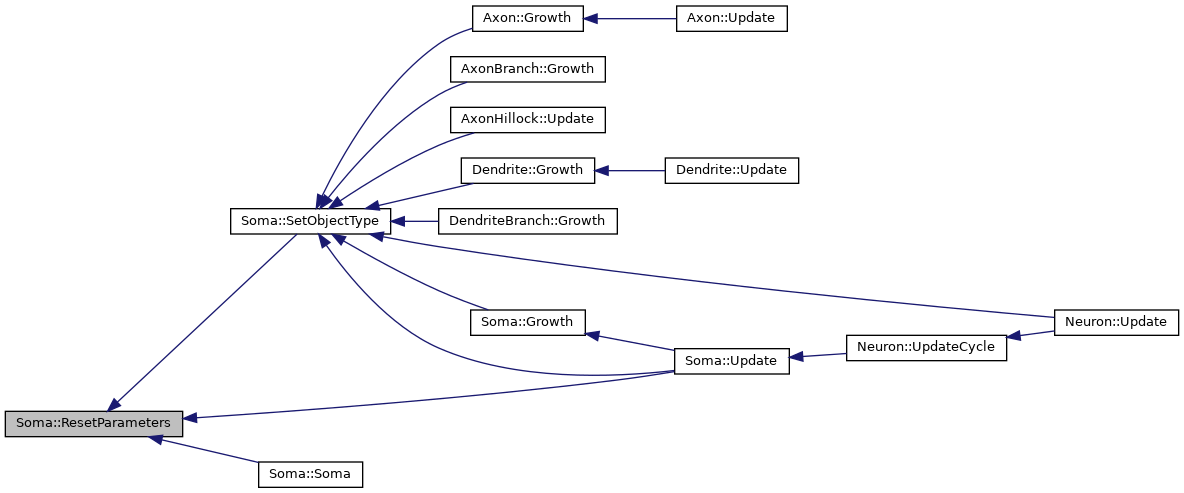 Axon::Growth
Axon::Update
AxonBranch::Growth
AxonHillock::Update
Dendrite::Growth
Dendrite::Update
Soma::SetObjectType
DendriteBranch::Growth
Soma::Growth
Neuron::Update
Soma::Update
Neuron::UpdateCycle
Soma::ResetParameters
Soma::Soma